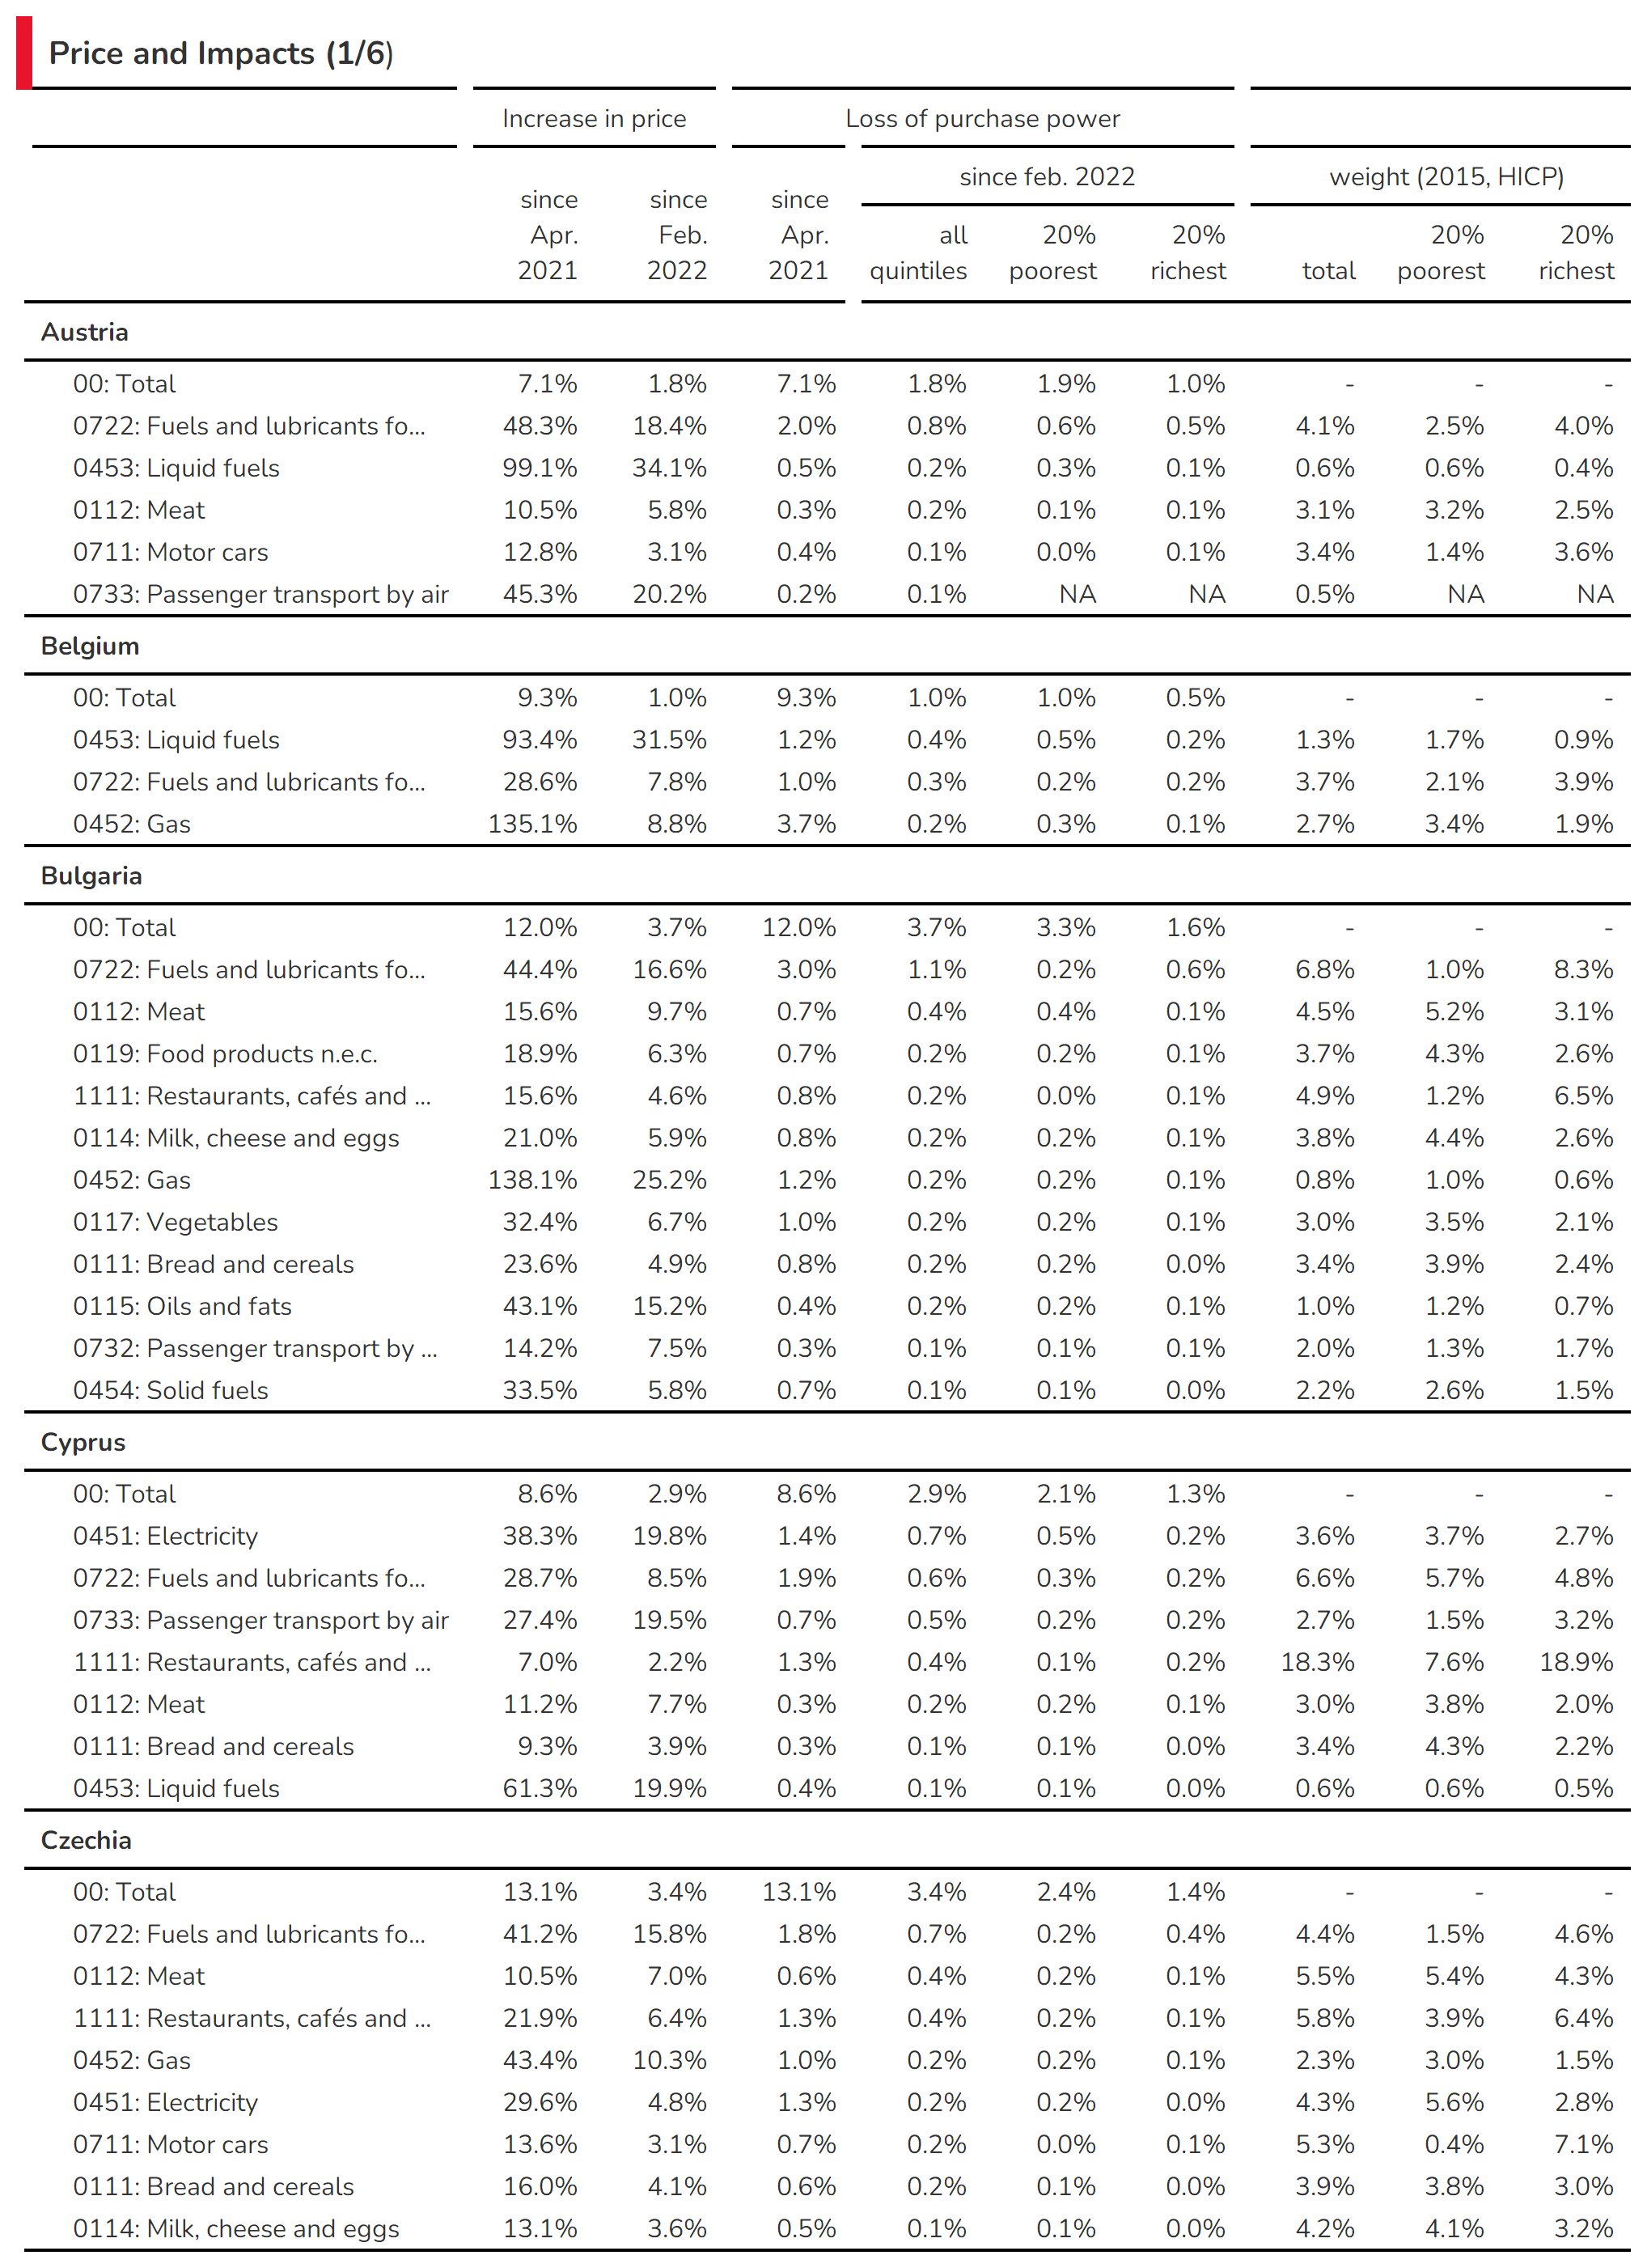 Price and Impacts (1/6)
Increase in price Loss of purchase power
since feb. 2022 weight (2015, HICP)
since since since
Apr. Feb. Apr. all 20% 20% 20% 20%
2021 2022 2021 quintiles poorest richest total poorest richest
Austria
00: Total 7.1% 1.8% 7.1% 1.8% 1.9% 1.0% - - -
0722: Fuels and lubricants fo... 48.3% 18.4% 2.0% 0.8% 0.6% 0.5% 4.1% 2.5% 4.0%
0453: Liquid fuels 99.1% 34.1% 0.5% 0.2% 0.3% 0.1% 0.6% 0.6% 0.4%
0112: Meat 10.5% 5.8% 0.3% 0.2% 0.1% 0.1% 3.1% 3.2% 2.5%
0711: Motor cars 12.8% 3.1% 0.4% 0.1% 0.0% 0.1% 3.4% 1.4% 3.6%
0733: Passenger transport by air 45.3% 20.2% 0.2% 0.1% NA NA 0.5% NA NA
Belgium
00: Total 9.3% 1.0% 9.3% 1.0% 1.0% 0.5% - - -
0453: Liquid fuels 93.4% 31.5% 1.2% 0.4% 0.5% 0.2% 1.3% 1.7% 0.9%
0722: Fuels and lubricants fo... 28.6% 7.8% 1.0% 0.3% 0.2% 0.2% 3.7% 2.1% 3.9%
0452: Gas 135.1% 8.8% 3.7% 0.2% 0.3% 0.1% 2.7% 3.4% 1.9%
Bulgaria
00: Total 12.0% 3.7% 12.0% 3.7% 3.3% 1.6% - - -
0722: Fuels and lubricants fo... 44.4% 16.6% 3.0% 1.1% 0.2% 0.6% 6.8% 1.0% 8.3%
0112: Meat 15.6% 9.7% 0.7% 0.4% 0.4% 0.1% 4.5% 5.2% 3.1%
0119: Food products n.e.c. 18.9% 6.3% 0.7% 0.2% 0.2% 0.1% 3.7% 4.3% 2.6%
1111: Restaurants, cafés and ... 15.6% 4.6% 0.8% 0.2% 0.0% 0.1% 4.9% 1.2% 6.5%
0114: Milk, cheese and eggs 21.0% 5.9% 0.8% 0.2% 0.2% 0.1% 3.8% 4.4% 2.6%
0452: Gas 138.1% 25.2% 1.2% 0.2% 0.2% 0.1% 0.8% 1.0% 0.6%
0117: Vegetables 32.4% 6.7% 1.0% 0.2% 0.2% 0.1% 3.0% 3.5% 2.1%
0111: Bread and cereals 23.6% 4.9% 0.8% 0.2% 0.2% 0.0% 3.4% 3.9% 2.4%
0115: Oils and fats 43.1% 15.2% 0.4% 0.2% 0.2% 0.1% 1.0% 1.2% 0.7%
0732: Passenger transport by ... 14.2% 7.5% 0.3% 0.1% 0.1% 0.1% 2.0% 1.3% 1.7%
0454: Solid fuels 33.5% 5.8% 0.7% 0.1% 0.1% 0.0% 2.2% 2.6% 1.5%
Cyprus
00: Total 8.6% 2.9% 8.6% 2.9% 2.1% 1.3% - - -
0451: Electricity 38.3% 19.8% 1.4% 0.7% 0.5% 0.2% 3.6% 3.7% 2.7%
0722: Fuels and lubricants fo... 28.7% 8.5% 1.9% 0.6% 0.3% 0.2% 6.6% 5.7% 4.8%
0733: Passenger transport by air 27.4% 19.5% 0.7% 0.5% 0.2% 0.2% 2.7% 1.5% 3.2%
1111: Restaurants, cafés and ... 7.0% 2.2% 1.3% 0.4% 0.1% 0.2% 18.3% 7.6% 18.9%
0112: Meat 11.2% 7.7% 0.3% 0.2% 0.2% 0.1% 3.0% 3.8% 2.0%
0111: Bread and cereals 9.3% 3.9% 0.3% 0.1% 0.1% 0.0% 3.4% 4.3% 2.2%
0453: Liquid fuels 61.3% 19.9% 0.4% 0.1% 0.1% 0.0% 0.6% 0.6% 0.5%
Czechia
00: Total 13.1% 3.4% 13.1% 3.4% 2.4% 1.4% - - -
0722: Fuels and lubricants fo... 41.2% 15.8% 1.8% 0.7% 0.2% 0.4% 4.4% 1.5% 4.6%
0112: Meat 10.5% 7.0% 0.6% 0.4% 0.2% 0.1% 5.5% 5.4% 4.3%
1111: Restaurants, cafés and ... 21.9% 6.4% 1.3% 0.4% 0.2% 0.1% 5.8% 3.9% 6.4%
0452: Gas 43.4% 10.3% 1.0% 0.2% 0.2% 0.1% 2.3% 3.0% 1.5%
0451: Electricity 29.6% 4.8% 1.3% 0.2% 0.2% 0.0% 4.3% 5.6% 2.8%
0711: Motor cars 13.6% 3.1% 0.7% 0.2% 0.0% 0.1% 5.3% 0.4% 7.1%
0111: Bread and cereals 16.0% 4.1% 0.6% 0.2% 0.1% 0.0% 3.9% 3.8% 3.0%
0114: Milk, cheese and eggs 13.1% 3.6% 0.5% 0.1% 0.1% 0.0% 4.2% 4.1% 3.2%